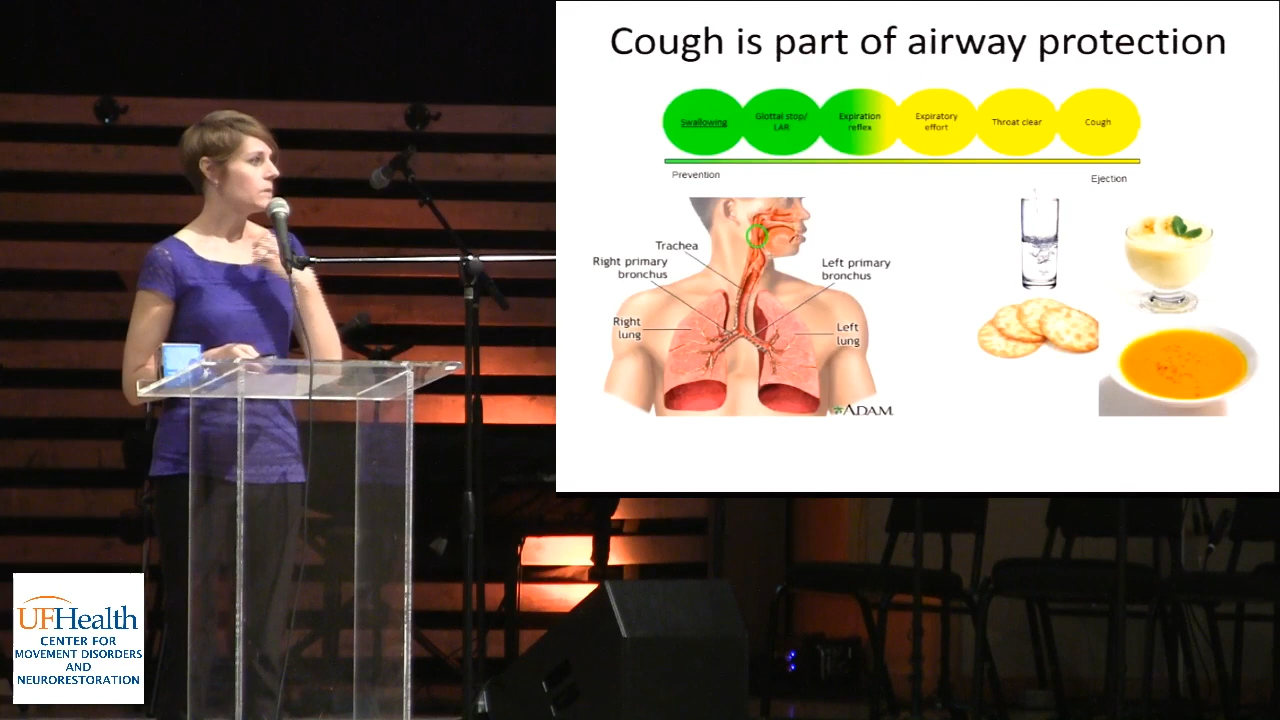 Cough is part of airway protection
Swallowing
Glottal stop/
LAR
Expiration
reflex
Expiratory
effort
Throat clear
Cough
Prevention
Ejection
Trachea
Right primary
bronchus
Left primary
bronchus
Right
lung
Left
lung
ADAM.
UFHealth
CENTER FOR
MOVEMENT DISORDERS
AND
NEURORESTORATION